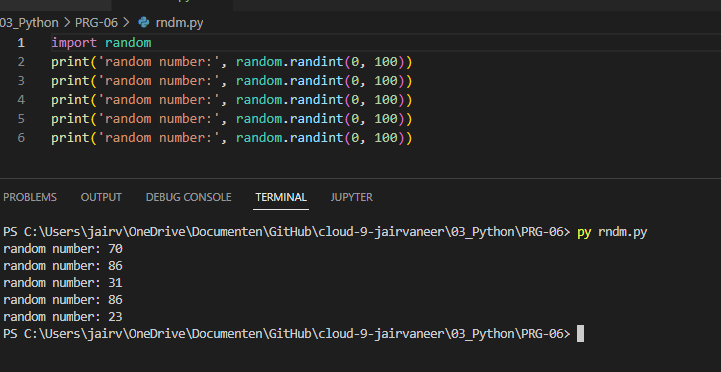 03_Python > PRG-06 > rndm.py
1 import random
2 print('random number:', random.randint(0, 100))
3 print('random number:', random.randint(0, 100))
4 print('random number:', random.randint(0, 100))
5 print('random number:', random.randint(0, 100))
6 print('random number:', random.randint(0, 100))
PROBLEMS OUTPUT DEBUG CONSOLE TERMINAL JUPYTER
PS C:\Users\jairv\OneDrive\Documenten\GitHub\cloud-9-jairvaneer\03_Python\PRG-06> py rndm.py
random number: 70
random number: 86
random number: 31
random number: 86
random number: 23
PS C:\Users\jairv\OneDrive\Documenten\GitHub\cloud-9-jairvaneer\03_Python\PRG-06>